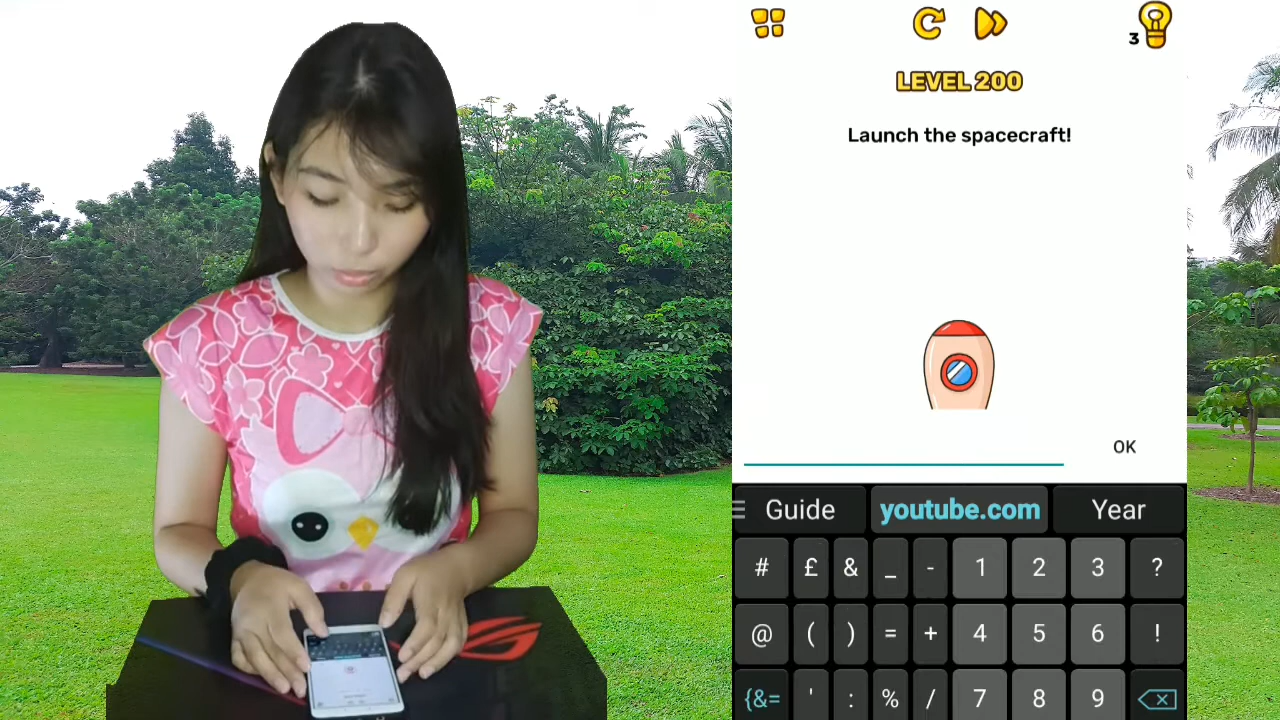 3
LEVEL 200
Launch the spacecraft!
OK
Guide youtube.com Year
# £ & _ - 1 2 3 ?
@ ( ) = + 4 5 6 !
{&= ' : % / 7 8 9